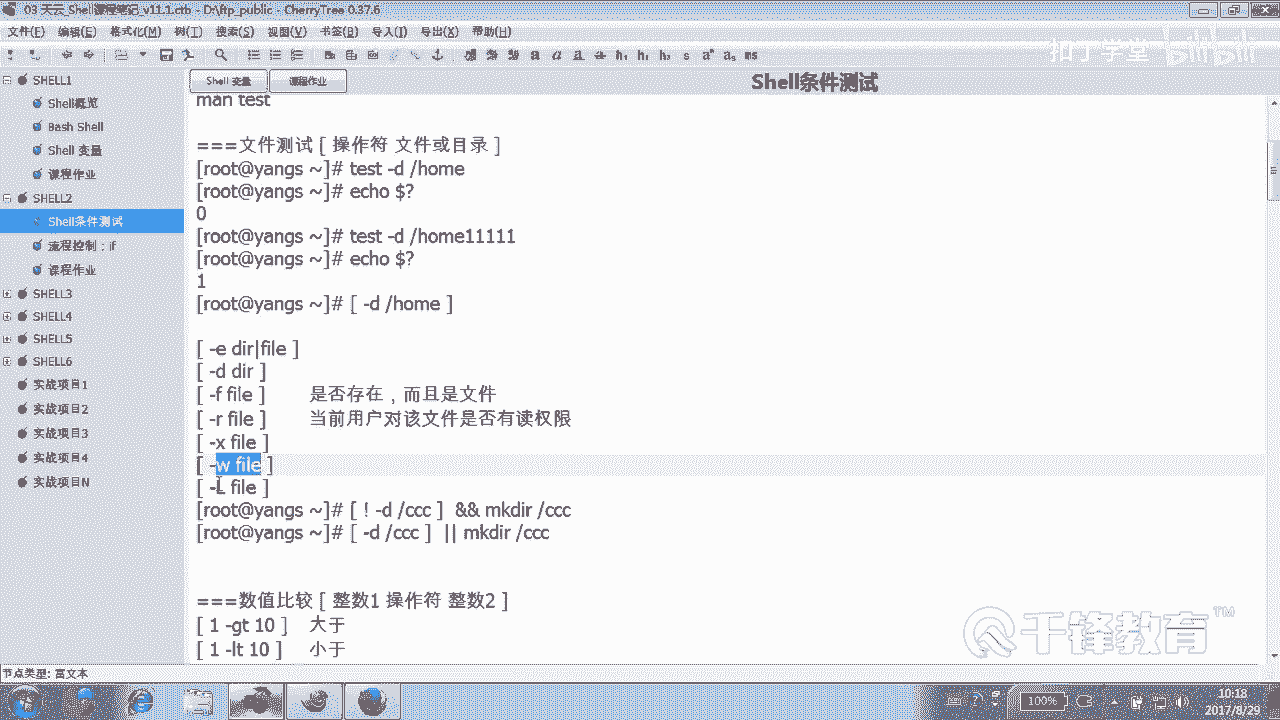 03 天云_Shell课程笔记_v11.1.ctb - D:\ftp_public - CherryTree 0.37.6
文件(F) 编辑(E) 格式化(M) 树(T) 搜索(S) 视图(V) 书签(B) 导入(I) 导出(X) 帮助(H)
扣丁学堂 bilibili
SHELL1
Shell概览
Bash Shell
Shell 变量
课程作业
SHELL2
Shell条件测试
流程控制：if
课程作业
SHELL3
SHELL4
SHELL5
SHELL6
实战项目1
实战项目2
实战项目3
实战项目4
实战项目N
Shell 变量 课程作业 Shell条件测试
man test
===文件测试 [ 操作符 文件或目录 ]
[root@yangs ~]# test -d /home
[root@yangs ~]# echo $?
0
[root@yangs ~]# test -d /home11111
[root@yangs ~]# echo $?
1
[root@yangs ~]# [ -d /home ]
[ -e dir|file ]
[ -d dir ]
[ -f file ] 是否存在，而且是文件
[ -r file ] 当前用户对该文件是否有读权限
[ -x file ]
[ -w file ]
[ -L file ]
[root@yangs ~]# [ ! -d /ccc ] && mkdir /ccc
[root@yangs ~]# [ -d /ccc ] || mkdir /ccc
===数值比较 [ 整数1 操作符 整数2 ]
[ 1 -gt 10 ] 大于
[ 1 -lt 10 ] 小于
千锋教育 TM
节点类型: 富文本
100%
10:18
2017/8/29